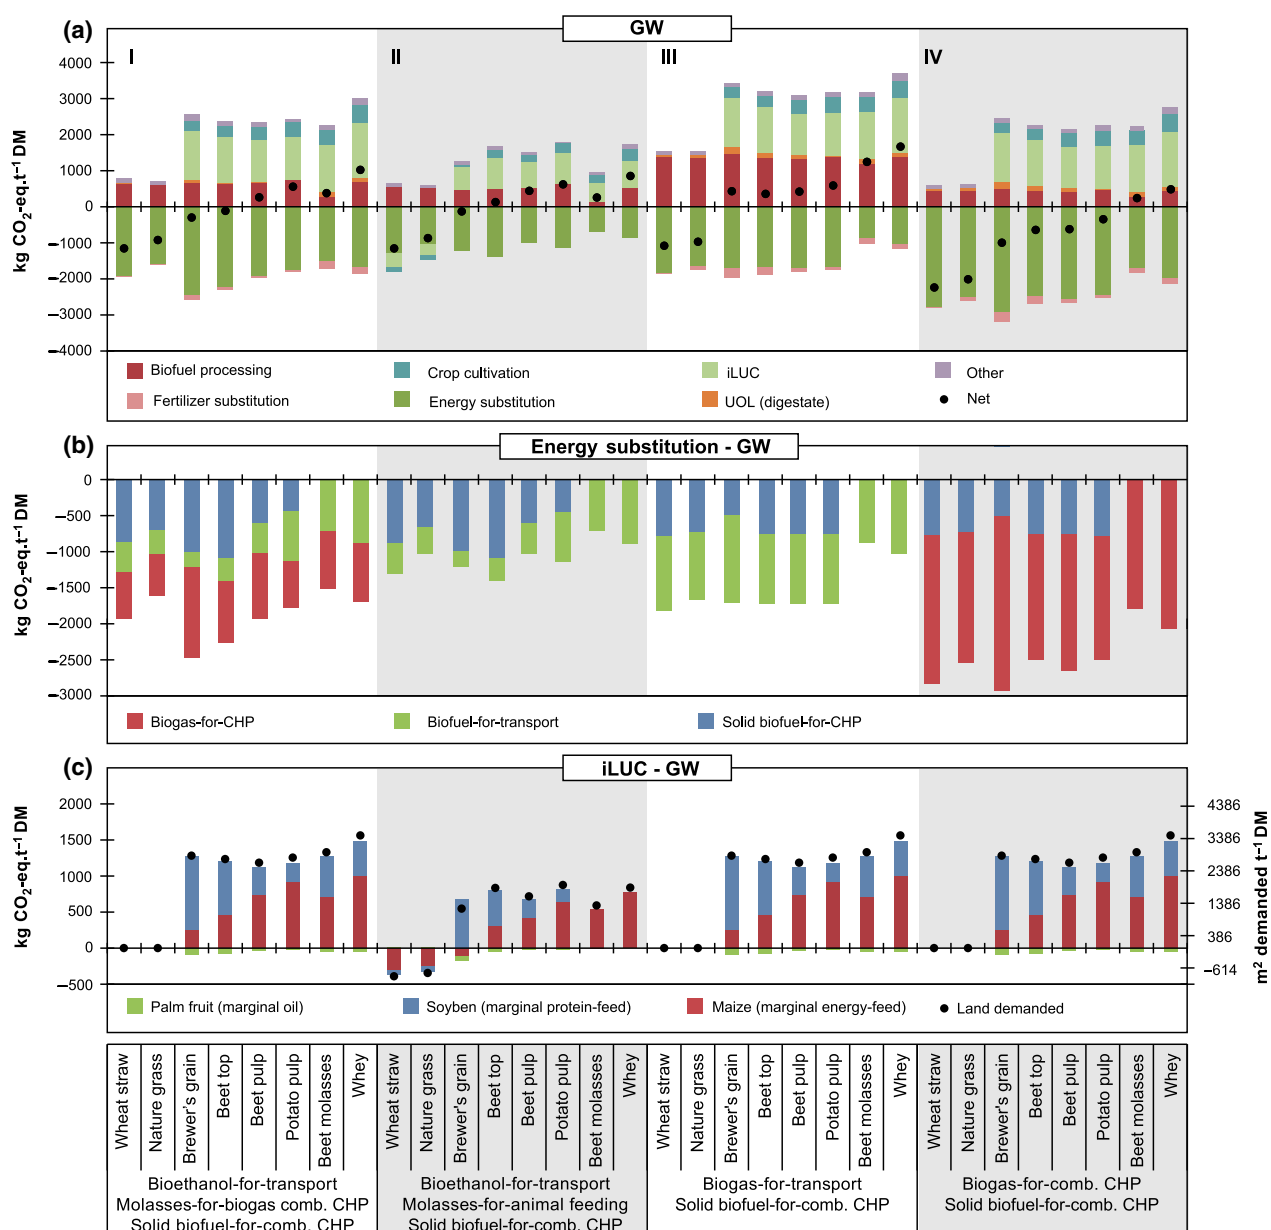 (a)
GW
I
II
III
IV
4000
3000
2000
1000
0
−1000
−2000
−3000
−4000
kg CO₂-eq.t⁻¹ DM
Biofuel processing
Crop cultivation
iLUC
Other
Fertilizer substitution
Energy substitution
UOL (digestate)
Net
(b)
Energy substitution - GW
0
−500
−1000
−1500
−2000
−2500
−3000
kg CO₂-eq.t⁻¹ DM
Biogas-for-CHP
Biofuel-for-transport
Solid biofuel-for-CHP
(c)
iLUC - GW
2000
1500
1000
500
0
−500
kg CO₂-eq.t⁻¹ DM
4386
3386
2386
1386
386
−614
m² demanded t⁻¹ DM
Palm fruit (marginal oil)
Soyben (marginal protein-feed)
Maize (marginal energy-feed)
Land demanded
Wheat straw
Nature grass
Brewer's grain
Beet top
Beet pulp
Potato pulp
Beet molasses
Whey
Wheat straw
Nature grass
Brewer's grain
Beet top
Beet pulp
Potato pulp
Beet molasses
Whey
Wheat straw
Nature grass
Brewer's grain
Beet top
Beet pulp
Potato pulp
Beet molasses
Whey
Wheat straw
Nature grass
Brewer's grain
Beet top
Beet pulp
Potato pulp
Beet molasses
Whey
Bioethanol-for-transport
Molasses-for-biogas comb. CHP
Solid biofuel-for-comb. CHP
Bioethanol-for-transport
Molasses-for-animal feeding
Solid biofuel-for-comb. CHP
Biogas-for-transport
Solid biofuel-for-comb. CHP
Biogas-for-comb. CHP
Solid biofuel-for-comb. CHP